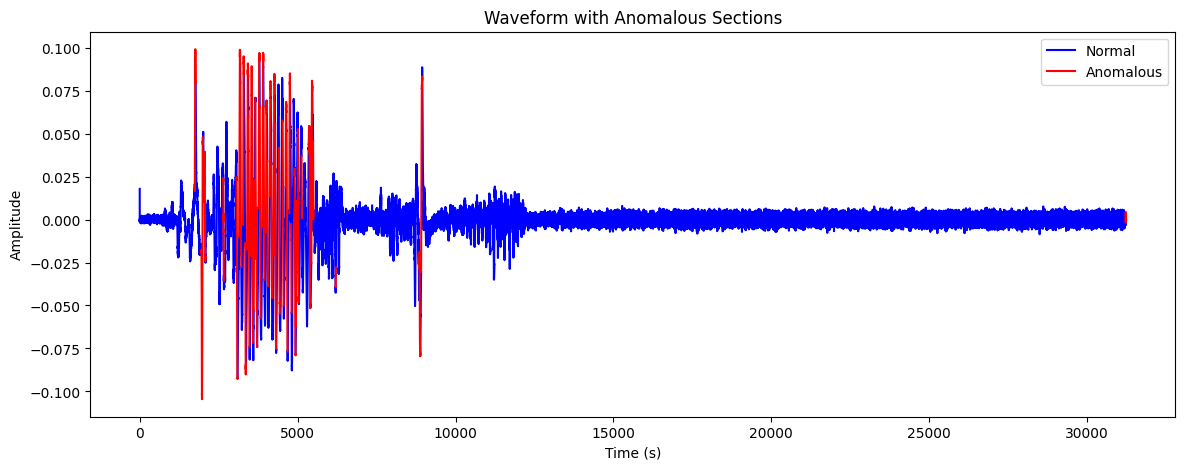 Waveform with Anomalous Sections
Normal
Anomalous
Amplitude
0.100
0.075
0.050
0.025
0.000
−0.025
−0.050
−0.075
−0.100
0 5000 10000 15000 20000 25000 30000
Time (s)